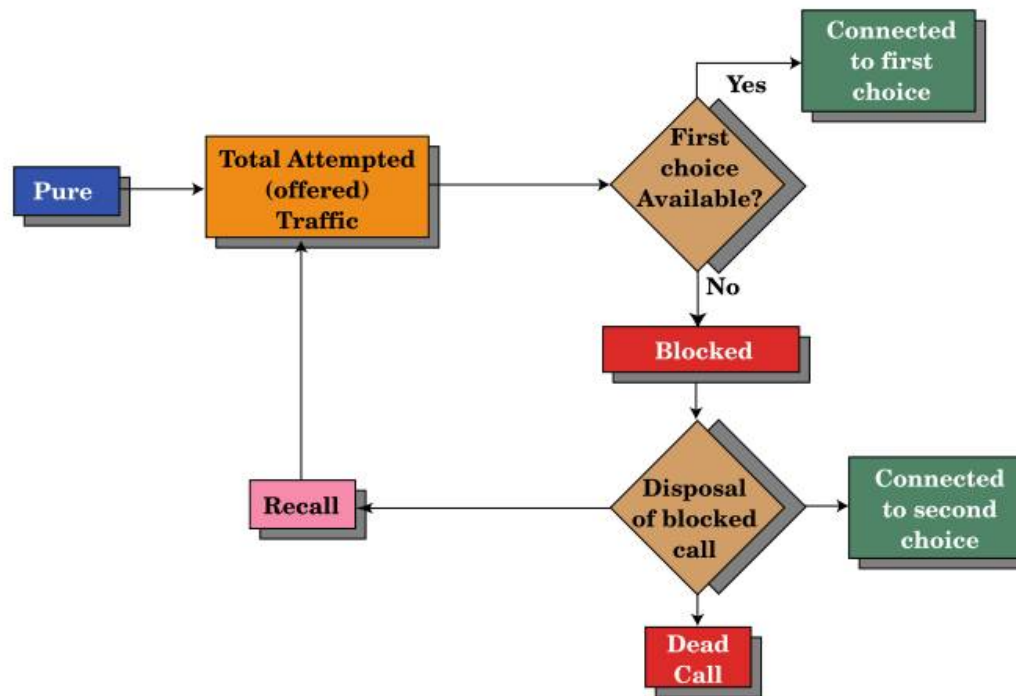 Pure
Total Attempted
(offered)
Traffic
First
choice
Available?
Yes
Connected
to first
choice
No
Blocked
Disposal
of blocked
call
Recall
Connected
to second
choice
Dead
Call